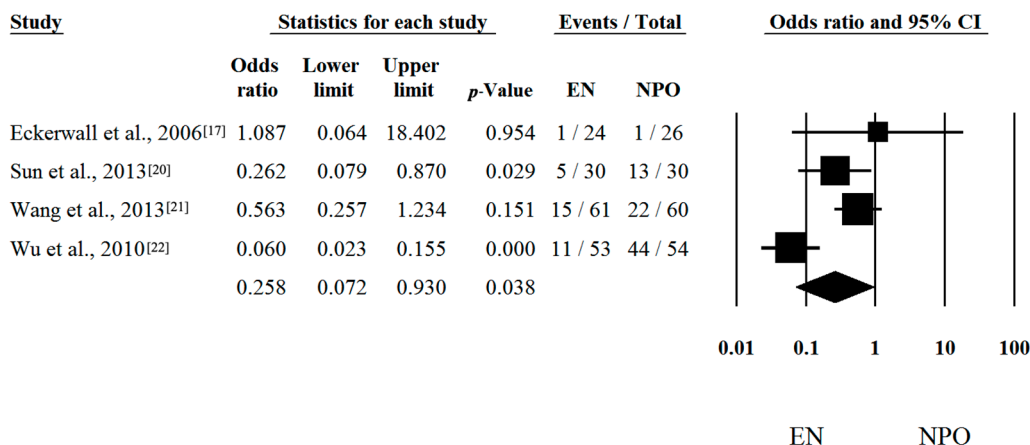 Study Statistics for each study Events / Total Odds ratio and 95% CI
Odds ratio Lower limit Upper limit p-Value EN NPO
Eckerwall et al., 2006[17] 1.087 0.064 18.402 0.954 1 / 24 1 / 26
Sun et al., 2013[20] 0.262 0.079 0.870 0.029 5 / 30 13 / 30
Wang et al., 2013[21] 0.563 0.257 1.234 0.151 15 / 61 22 / 60
Wu et al., 2010[22] 0.060 0.023 0.155 0.000 11 / 53 44 / 54
0.258 0.072 0.930 0.038
0.01 0.1 1 10 100
EN NPO